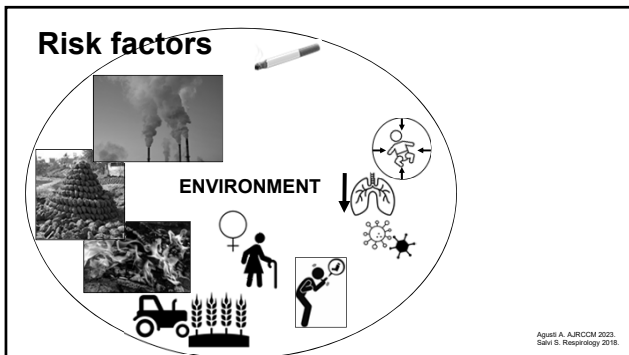 Risk factors
ENVIRONMENT
Agusti A. AJRCCM 2023.
Salvi S. Respirology 2018.